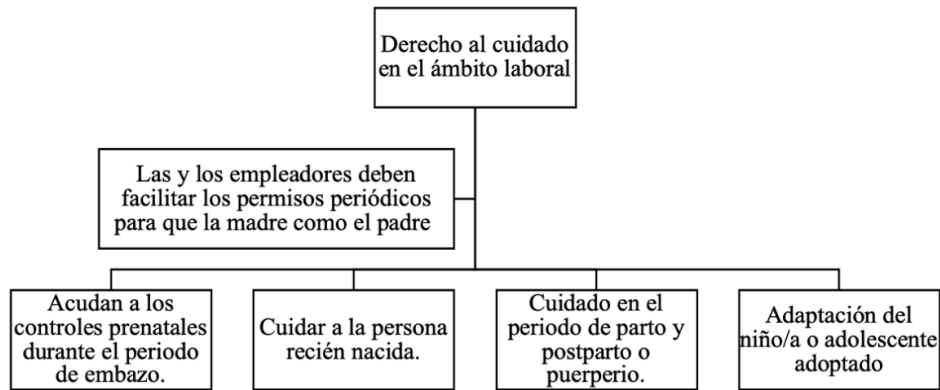 Derecho al cuidado
en el ámbito laboral
Las y los empleadores deben
facilitar los permisos periódicos
para que la madre como el padre
Acudan a los
controles prenatales
durante el periodo
de embazo.
Cuidar a la persona
recién nacida.
Cuidado en el
periodo de parto y
postparto o
puerperio.
Adaptación del
niño/a o adolescente
adoptado